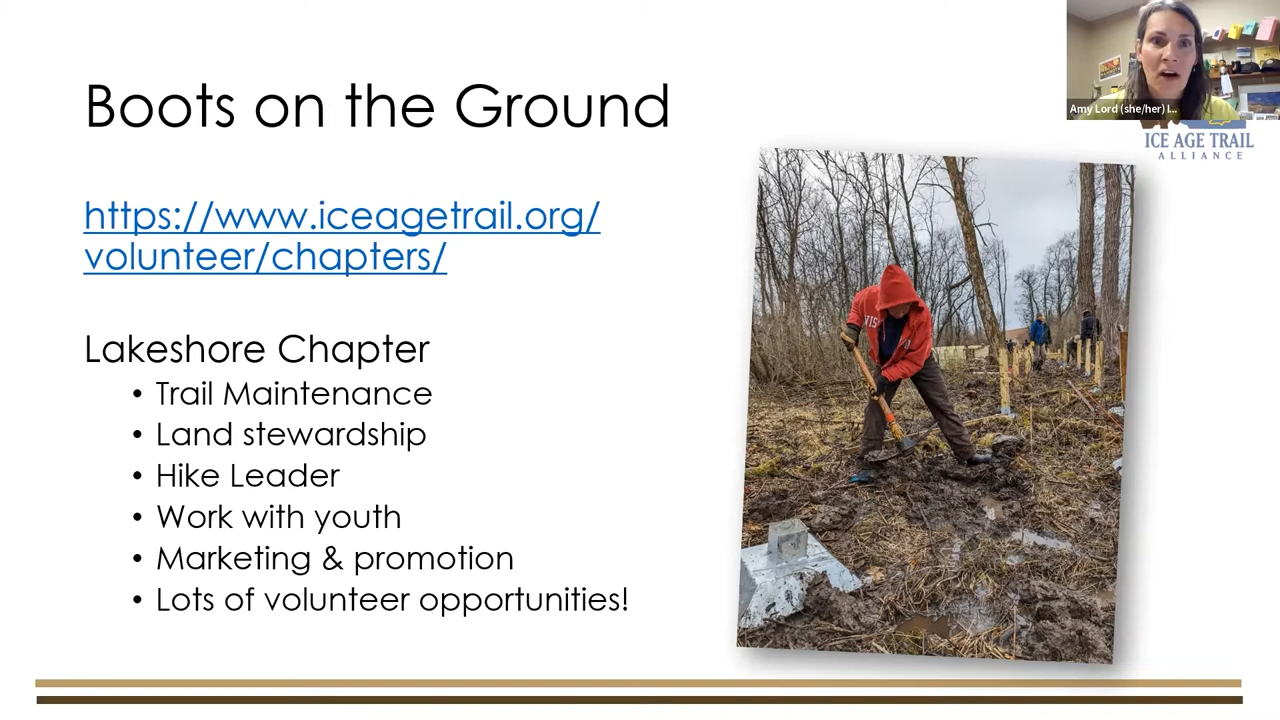 Boots on the Ground
Amy Lord (she/her) I...
ICE AGE TRAIL
ALLIANCE
https://www.iceagetrail.org/
volunteer/chapters/
Lakeshore Chapter
• Trail Maintenance
• Land stewardship
• Hike Leader
• Work with youth
• Marketing & promotion
• Lots of volunteer opportunities!